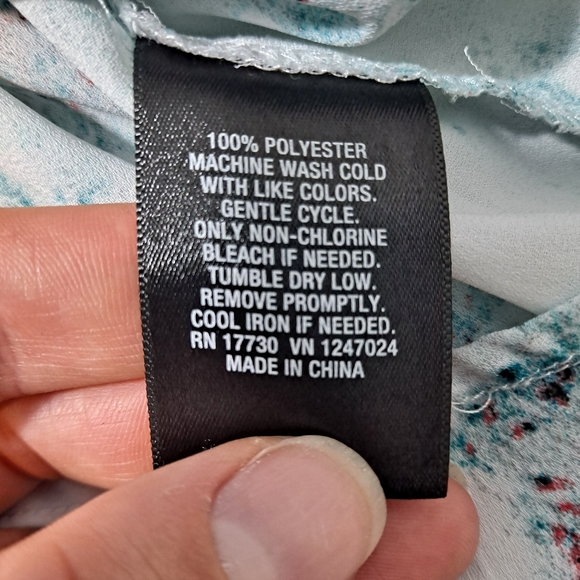 100% POLYESTER
MACHINE WASH COLD
WITH LIKE COLORS.
GENTLE CYCLE.
ONLY NON-CHLORINE
BLEACH IF NEEDED.
TUMBLE DRY LOW.
REMOVE PROMPTLY.
COOL IRON IF NEEDED.
RN 17730 VN 1247024
MADE IN CHINA